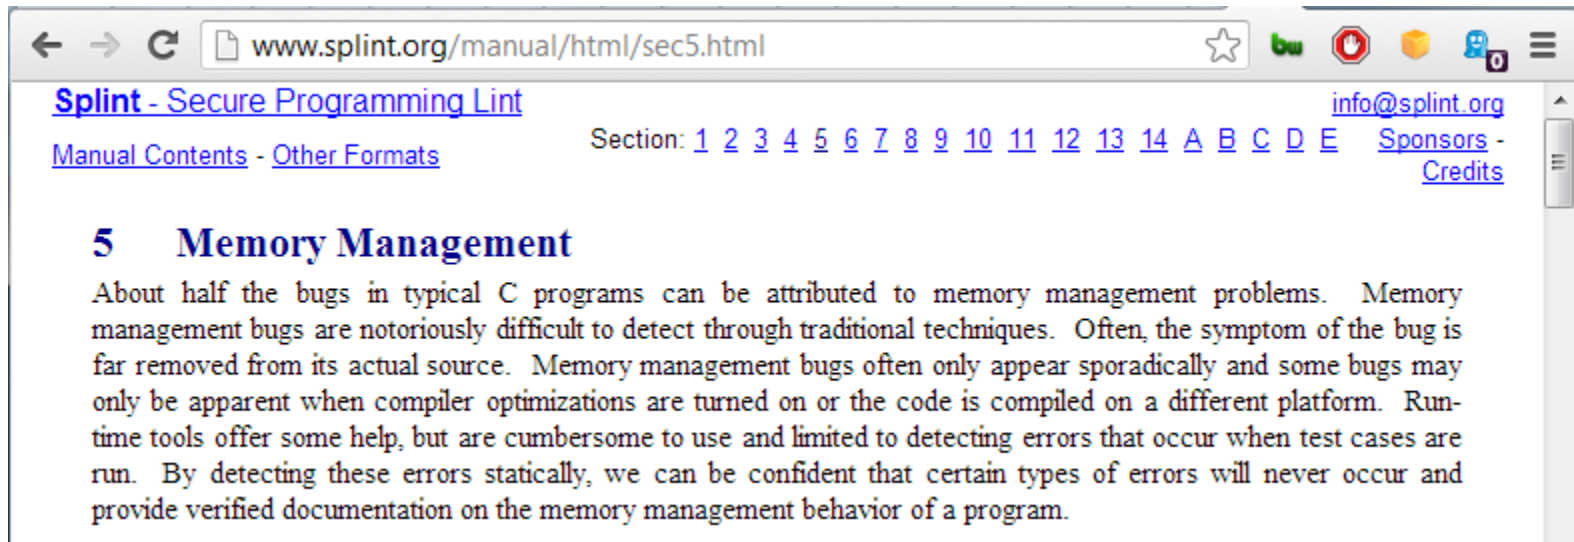 www.splint.org/manual/html/sec5.html
bw
0
Splint - Secure Programming Lint
info@splint.org
Manual Contents - Other Formats
Section: 1 2 3 4 5 6 7 8 9 10 11 12 13 14 A B C D E
Sponsors -
Credits
5 Memory Management
About half the bugs in typical C programs can be attributed to memory management problems. Memory
management bugs are notoriously difficult to detect through traditional techniques. Often, the symptom of the bug is
far removed from its actual source. Memory management bugs often only appear sporadically and some bugs may
only be apparent when compiler optimizations are turned on or the code is compiled on a different platform. Run-
time tools offer some help, but are cumbersome to use and limited to detecting errors that occur when test cases are
run. By detecting these errors statically, we can be confident that certain types of errors will never occur and
provide verified documentation on the memory management behavior of a program.